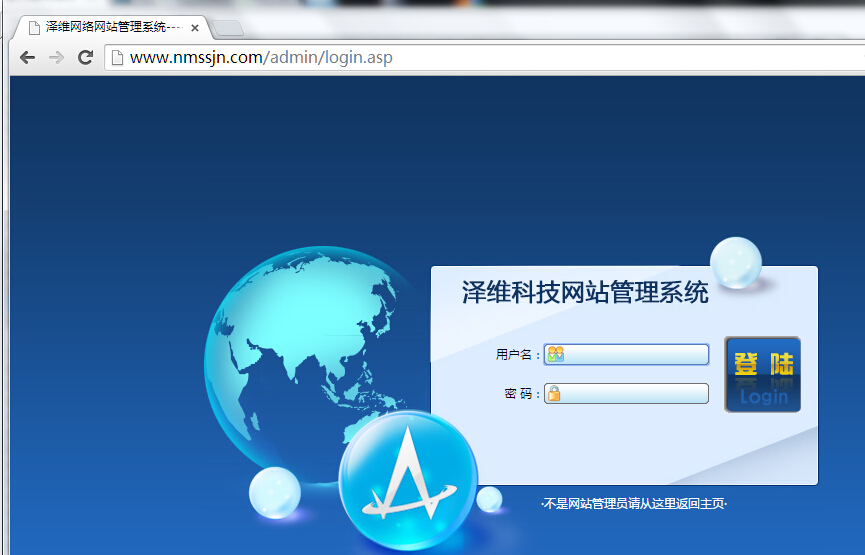 泽维网络网站管理系统---
www.nmssjn.com/admin/login.asp
泽维科技网站管理系统
用户名：
密 码：
登 陆
Login
·不是网站管理员请从这里返回主页·